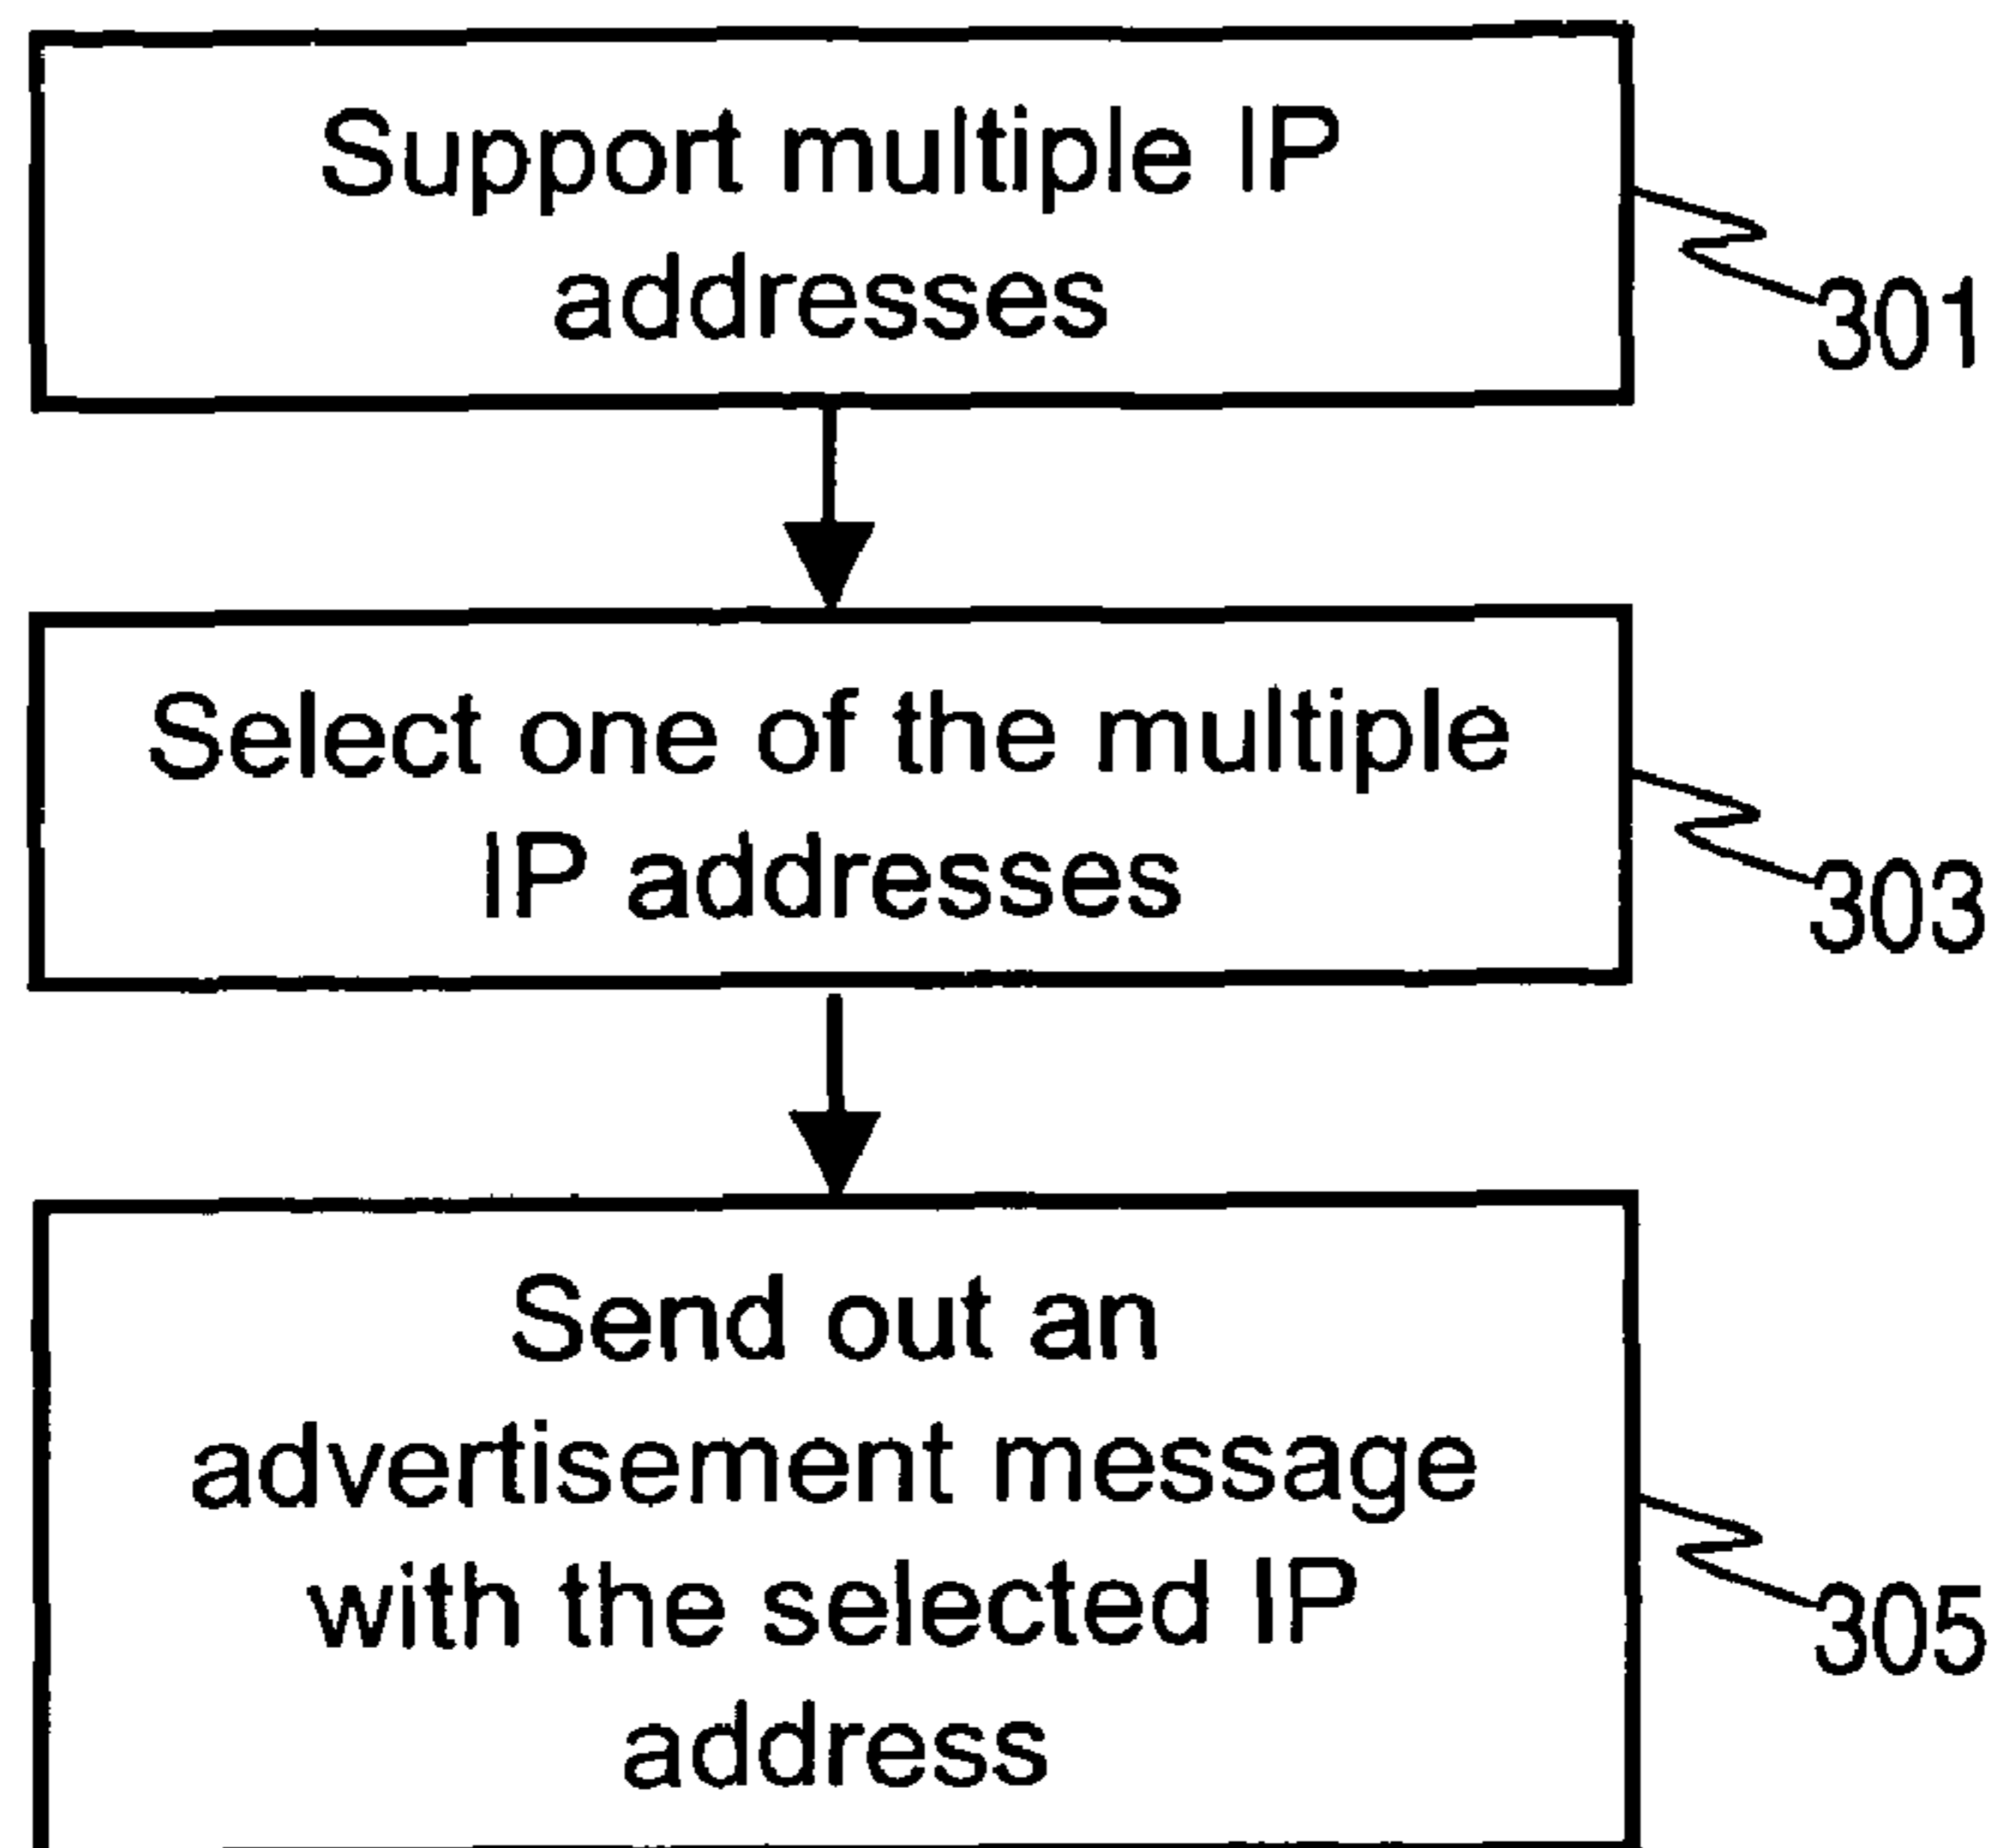 Support multiple IP
addresses
301
Select one of the multiple
IP addresses
303
Send out an
advertisement message
with the selected IP
address
305